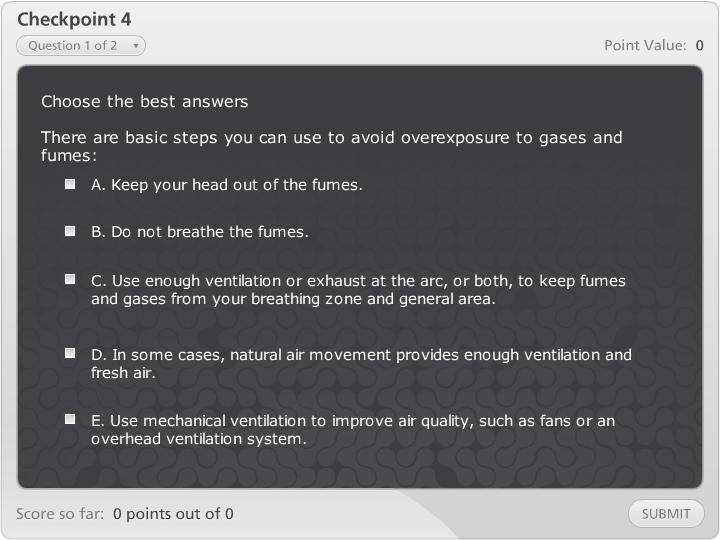 Checkpoint 4
Question 1 of 2
Point Value: 0
Choose the best answers
There are basic steps you can use to avoid overexposure to gases and
fumes:
A. Keep your head out of the fumes.
B. Do not breathe the fumes.
C. Use enough ventilation or exhaust at the arc, or both, to keep fumes
and gases from your breathing zone and general area.
D. In some cases, natural air movement provides enough ventilation and
fresh air.
E. Use mechanical ventilation to improve air quality, such as fans or an
overhead ventilation system.
Score so far: 0 points out of 0
SUBMIT